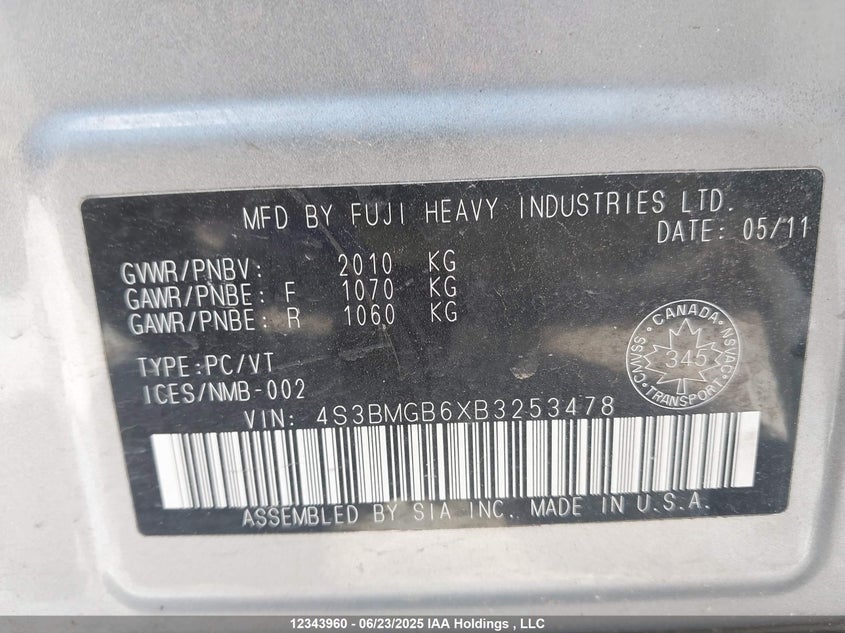 MFD BY FUJI HEAVY INDUSTRIES LTD.
DATE: 05/11
GVWR/PNBV: 2010 KG
GAWR/PNBE: F 1070 KG
GAWR/PNBE: R 1060 KG
TYPE:PC/VT
ICES/NMB-002
CANADA
CMVSS
NSVAC
345
VIN: 4S3BMGB6XB3253478
ASSEMBLED BY SIA INC. MADE IN U.S.A.
12343960 - 06/23/2025 IAA Holdings , LLC